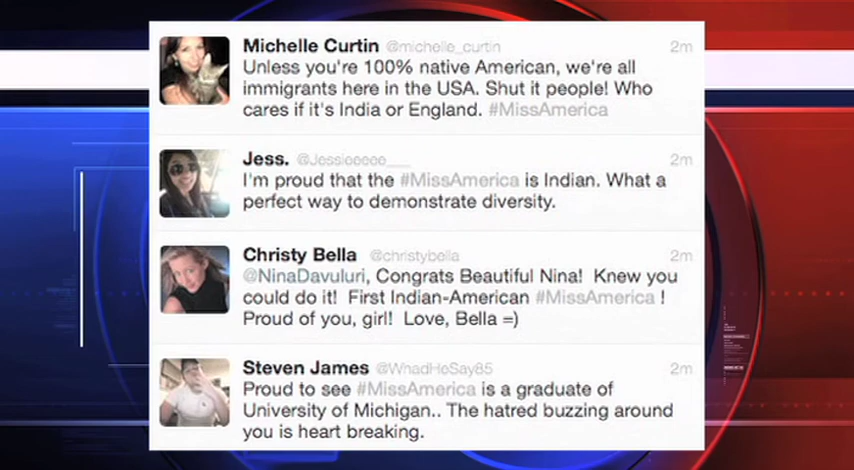 Michelle Curtin @michelle_curtin 2m
Unless you're 100% native American, we're all
immigrants here in the USA. Shut it people! Who
cares if it's India or England. #MissAmerica
Jess. @Jessieeeee___ 2m
I'm proud that the #MissAmerica is Indian. What a
perfect way to demonstrate diversity.
Christy Bella @christybella 2m
@NinaDavuluri, Congrats Beautiful Nina! Knew you
could do it! First Indian-American #MissAmerica !
Proud of you, girl! Love, Bella =)
Steven James @WhadHeSay85 2m
Proud to see #MissAmerica is a graduate of
University of Michigan.. The hatred buzzing around
you is heart breaking.